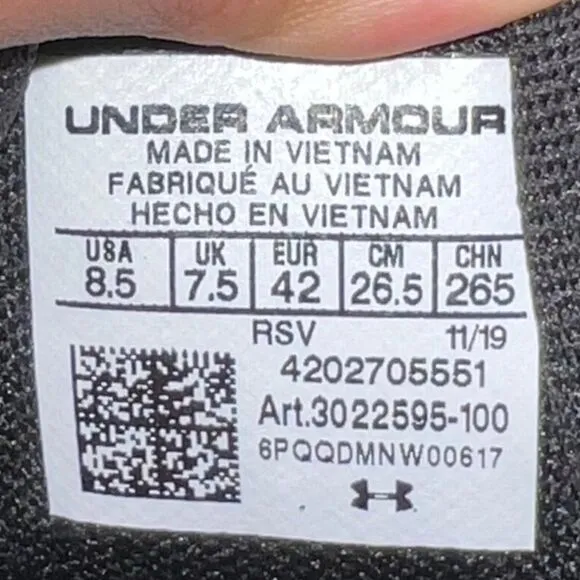 UNDER ARMOUR
MADE IN VIETNAM
FABRIQUÉ AU VIETNAM
HECHO EN VIETNAM
USA UK EUR CM CHN
8.5 7.5 42 26.5 265
RSV 11/19
4202705551
Art.3022595-100
6PQQDMNW00617